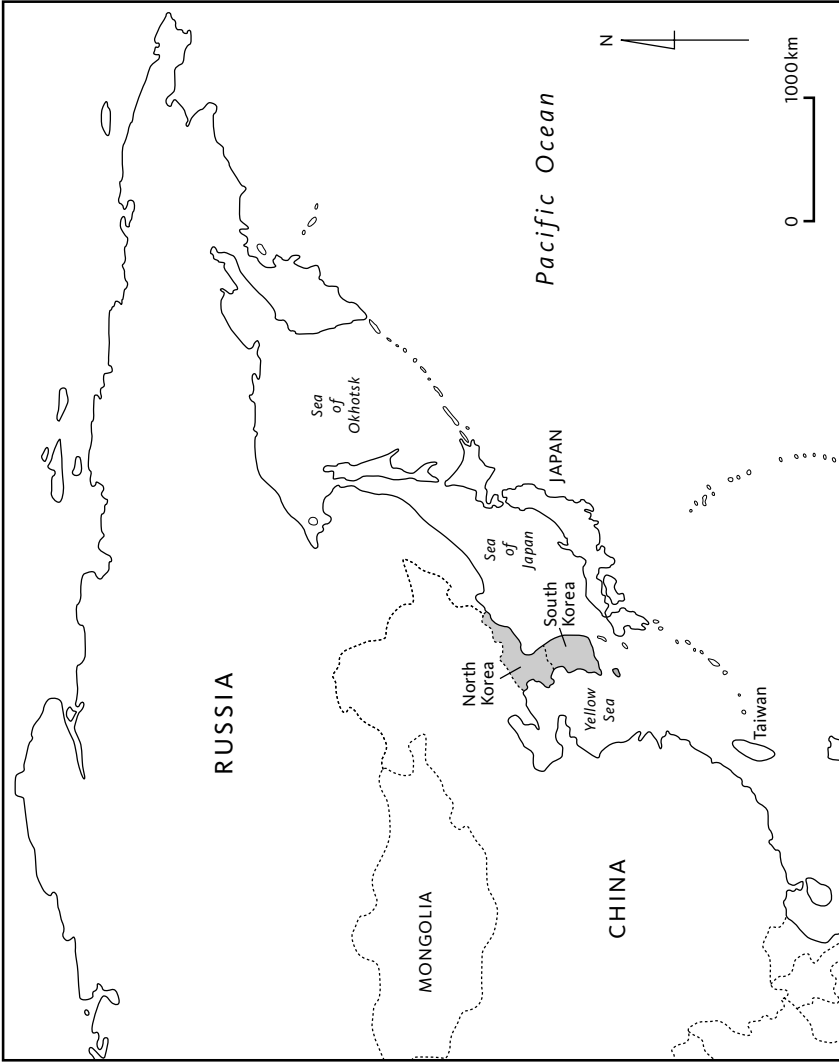 RUSSIA
Sea
of
Okhotsk
MONGOLIA
North
Korea
Sea
of
Japan
Pacific Ocean
South
Korea
JAPAN
Yellow
Sea
N
CHINA
Taiwan
0 1000km